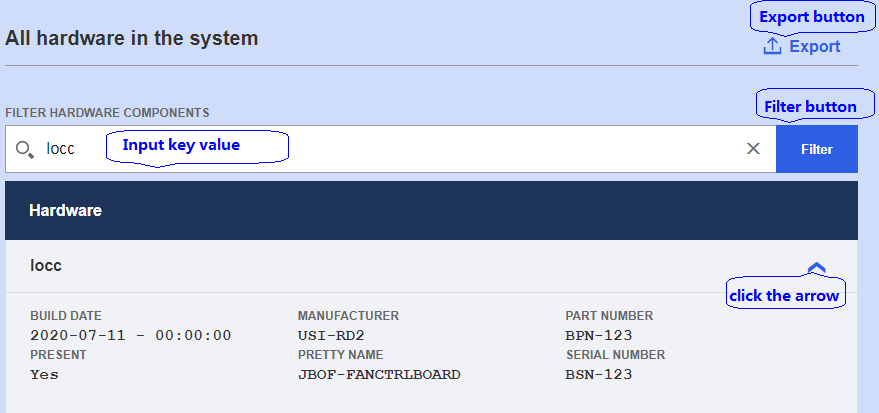 Export button
All hardware in the system
Export
Filter button
FILTER HARDWARE COMPONENTS
locc
Input key value
Filter
Hardware
locc
click the arrow
BUILD DATE
2020-07-11 - 00:00:00
MANUFACTURER
USI-RD2
PART NUMBER
BPN-123
PRESENT
Yes
PRETTY NAME
JBOF-FANCTRLBOARD
SERIAL NUMBER
BSN-123